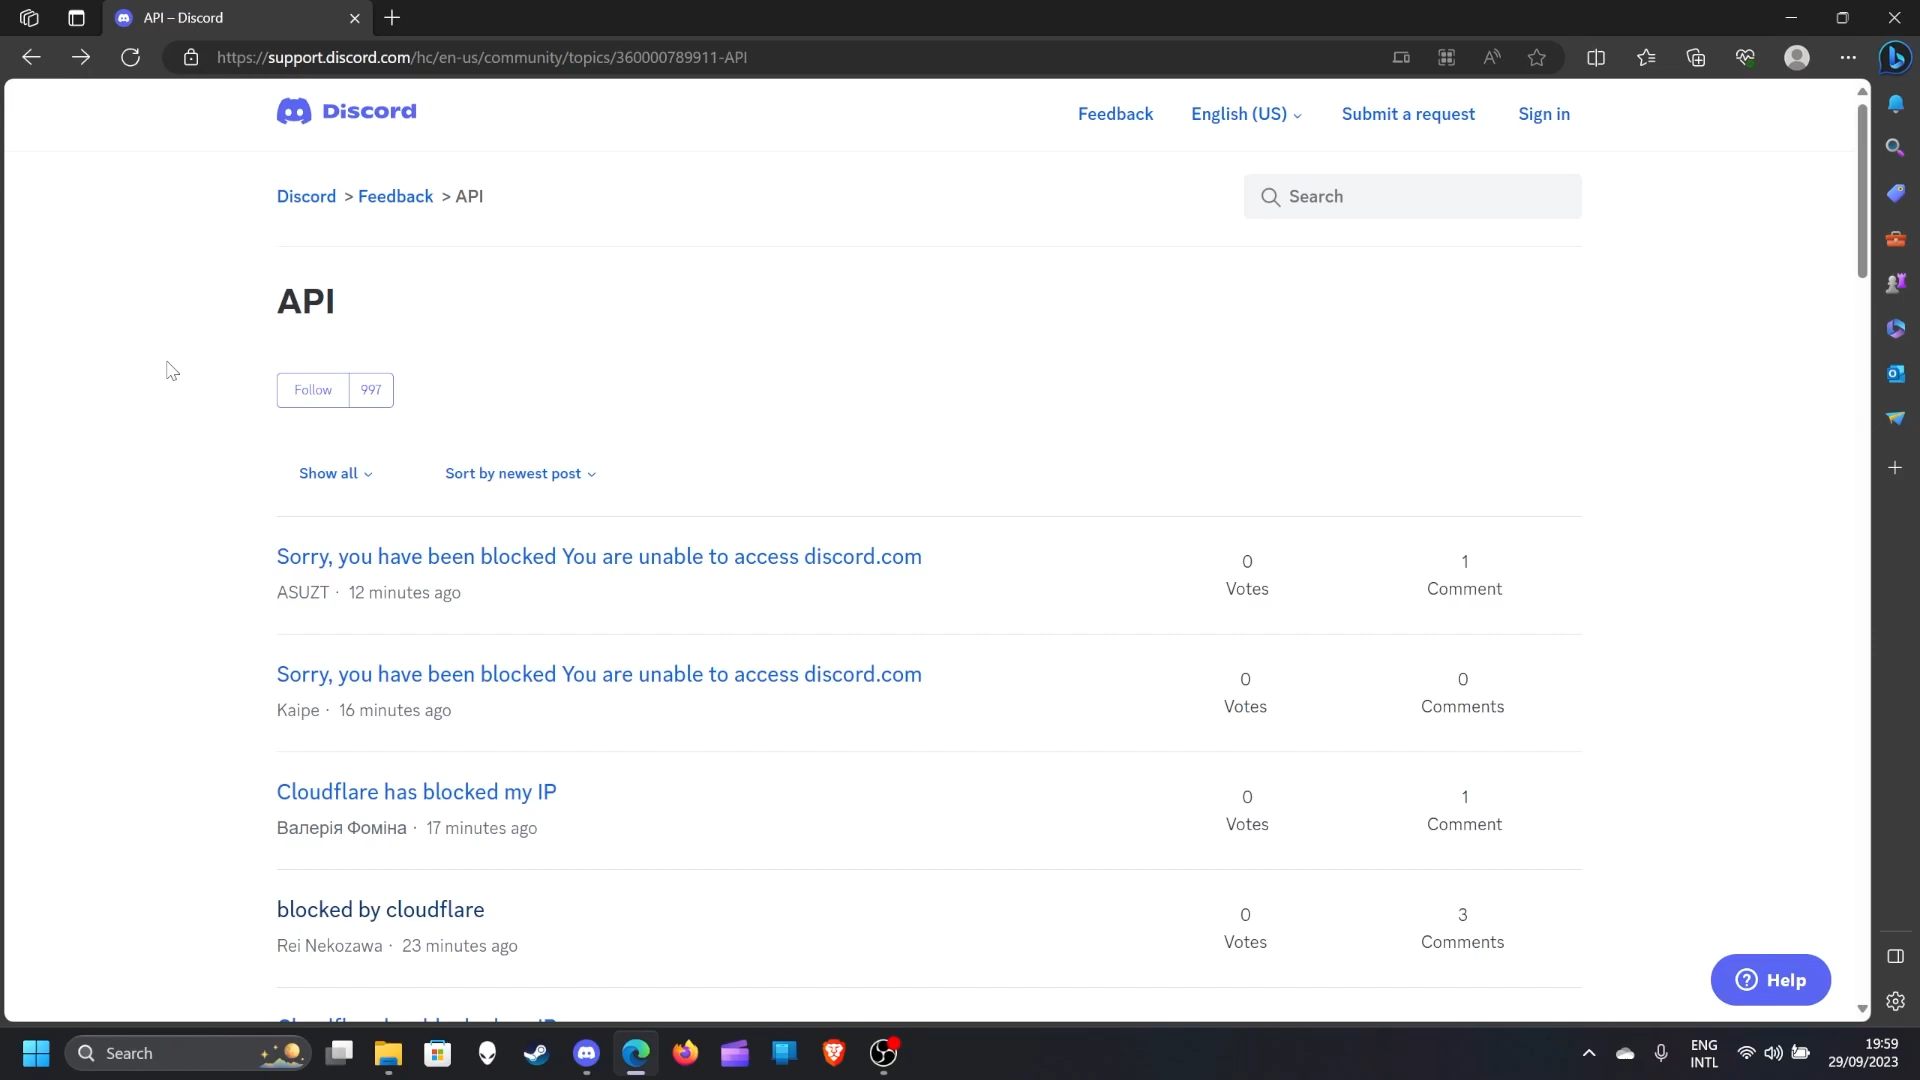 API – Discord
https://support.discord.com/hc/en-us/community/topics/360000789911-API
Discord
Feedback
English (US)
Submit a request
Sign in
Discord > Feedback > API
Search
API
Follow 997
Show all
Sort by newest post
Sorry, you have been blocked You are unable to access discord.com
ASUZT · 12 minutes ago
0
Votes
1
Comment
Sorry, you have been blocked You are unable to access discord.com
Kaipe · 16 minutes ago
0
Votes
0
Comments
Cloudflare has blocked my IP
Валерія Фоміна · 17 minutes ago
0
Votes
1
Comment
blocked by cloudflare
Rei Nekozawa · 23 minutes ago
0
Votes
3
Comments
Help
Search
ENG
INTL
19:59
29/09/2023